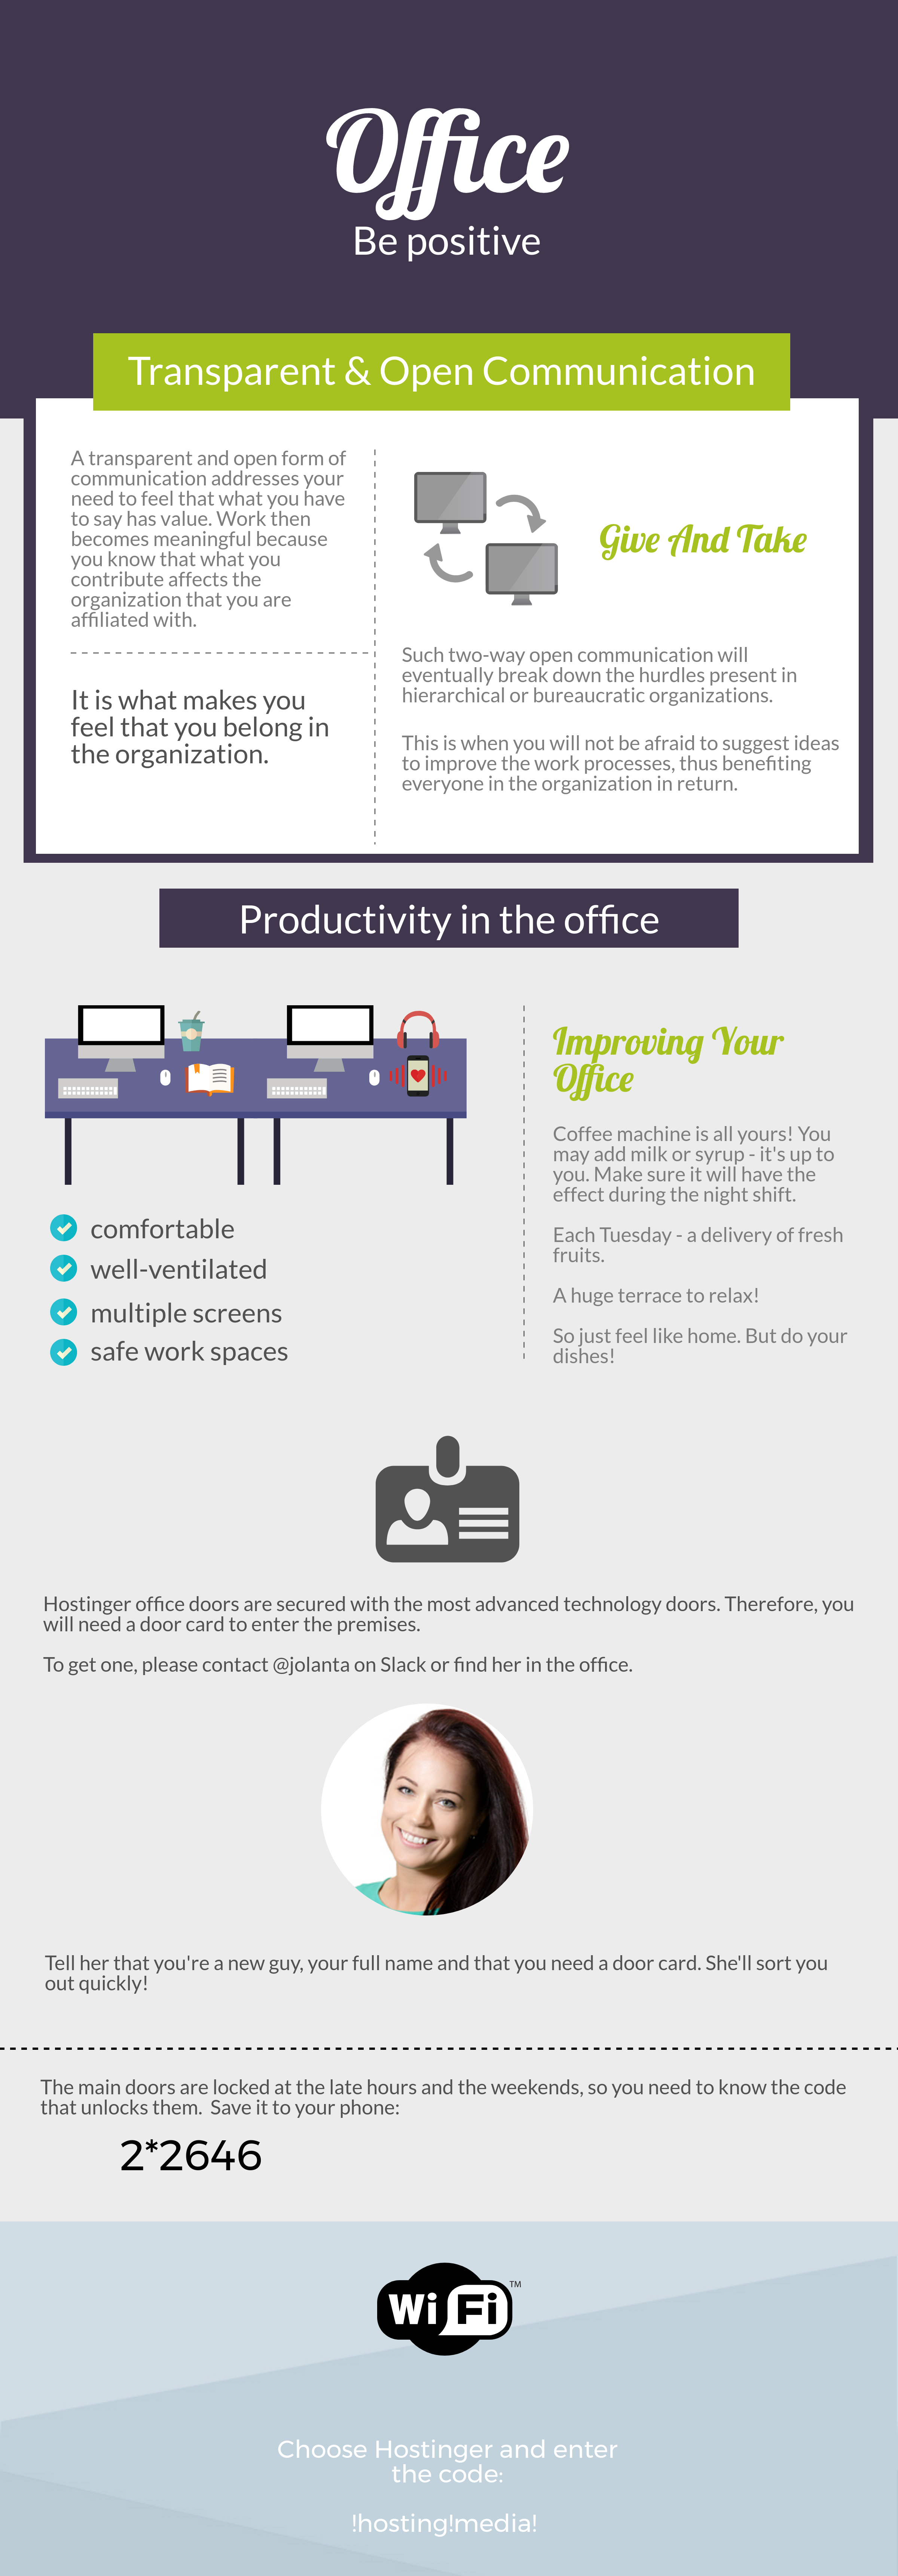 Office
Be positive
Transparent & Open Communication
A transparent and open form of
communication addresses your
need to feel that what you have
to say has value. Work then
becomes meaningful because
you know that what you
contribute affects the
organization that you are
affiliated with.
It is what makes you
feel that you belong in
the organization.
Give And Take
Such two-way open communication will
eventually break down the hurdles present in
hierarchical or bureaucratic organizations.
This is when you will not be afraid to suggest ideas
to improve the work processes, thus benefiting
everyone in the organization in return.
Productivity in the office
comfortable
well-ventilated
multiple screens
safe work spaces
Improving Your
Office
Coffee machine is all yours! You
may add milk or syrup - it's up to
you. Make sure it will have the
effect during the night shift.
Each Tuesday - a delivery of fresh
fruits.
A huge terrace to relax!
So just feel like home. But do your
dishes!
Hostinger office doors are secured with the most advanced technology doors. Therefore, you
will need a door card to enter the premises.
To get one, please contact @jolanta on Slack or find her in the office.
Tell her that you're a new guy, your full name and that you need a door card. She'll sort you
out quickly!
The main doors are locked at the late hours and the weekends, so you need to know the code
that unlocks them. Save it to your phone:
2*2646
Wi Fi TM
Choose Hostinger and enter
the code:
!hosting!media!